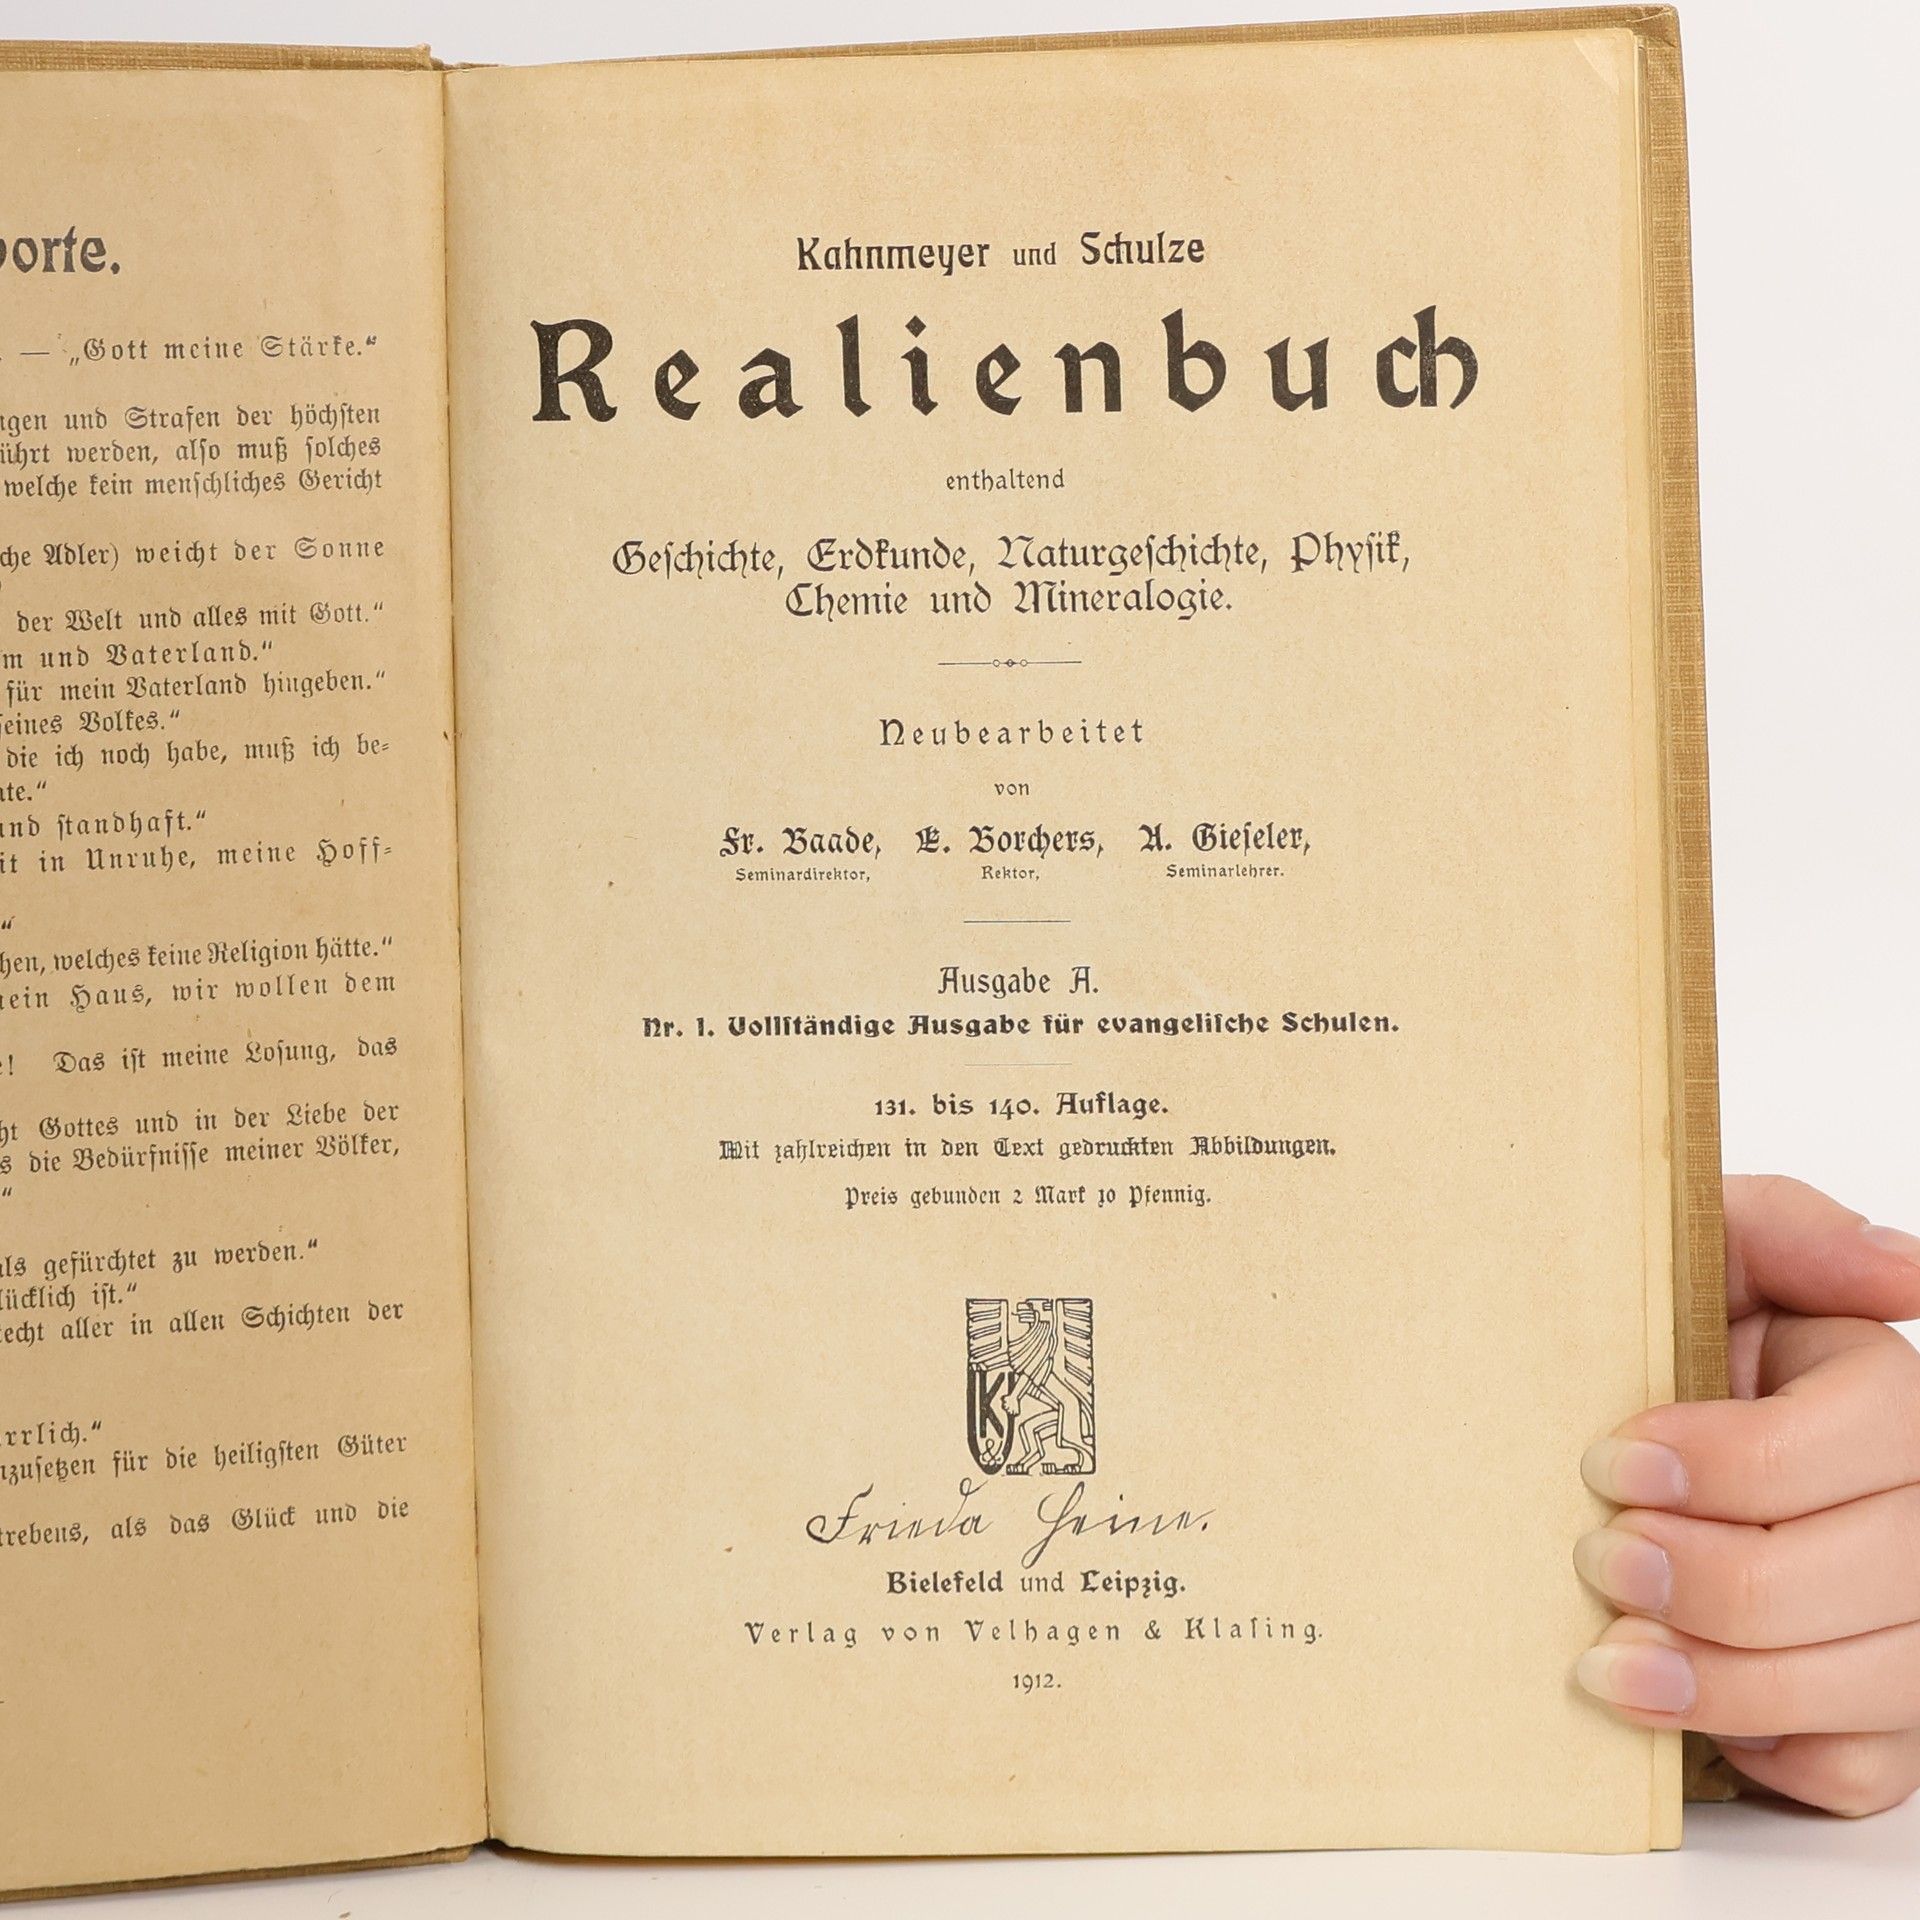 orte.
— „Gott meine Stärke.“
ngen und Strafen der höchſten
ührt werden, alſo muß ſolches
welche kein menſchliches Gericht
che Adler) weicht der Sonne
der Welt und alles mit Gott.“
m und Vaterland.“
für mein Vaterland hingeben.“
ſeines Volkes.“
die ich noch habe, muß ich be⸗
te.“
nd ſtandhaft.“
it in Unruhe, meine Hoff⸗
“
hen, welches keine Religion hätte.“
ein Haus, wir wollen dem
! Das iſt meine Loſung, das
ht Gottes und in der Liebe der
s die Bedürfniſſe meiner Völker,
“
ls gefürchtet zu werden.“
lücklich iſt.“
echt aller in allen Schichten der
rrlich.“
nzuſetzen für die heiligſten Güter
trebens, als das Glück und die
Kahnmeyer und Schulze
Realienbuch
enthaltend
Geſchichte, Erdkunde, Naturgeſchichte, Phyſik,
Chemie und Mineralogie.
Neubearbeitet
von
Fr. Baade, E. Borchers, A. Gieſeler,
Seminardirektor, Rektor, Seminarlehrer.
Ausgabe A.
Nr. 1. Vollſtändige Ausgabe für evangeliſche Schulen.
131. bis 140. Auflage.
Mit zahlreichen in den Text gedruckten Abbildungen.
Preis gebunden 2 Mark 10 Pfennig.
K
&
Frieda Heine.
Bielefeld und Leipzig.
Verlag von Velhagen & Klaſing.
1912.